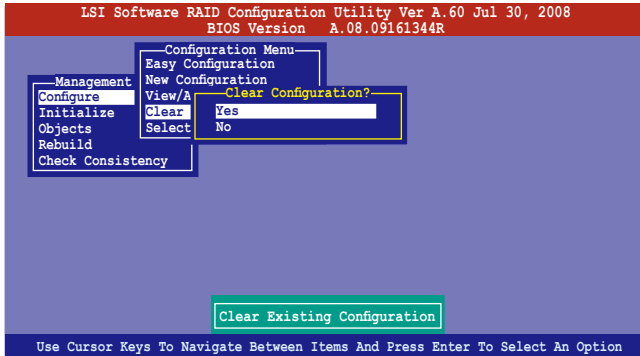 LSI Software RAID Configuration Utility Ver A.60 Jul 30, 2008
BIOS Version A.08.09161344R
Configuration Menu
Easy Configuration
New Configuration
View/A
Clear
Select
Management
Configure
Initialize
Objects
Rebuild
Check Consistency
Clear Configuration?
Yes
No
Clear Existing Configuration
Use Cursor Keys To Navigate Between Items And Press Enter To Select An Option